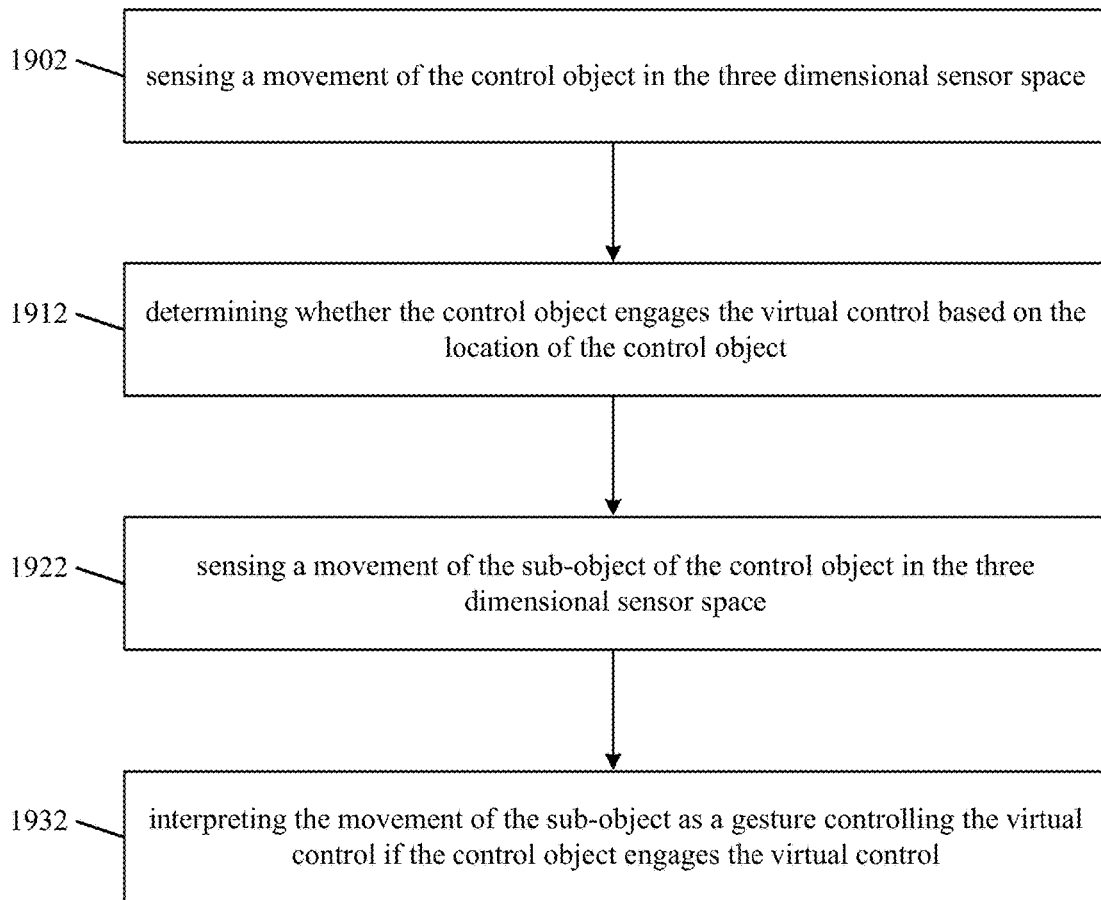 1902
sensing a movement of the control object in the three dimensional sensor space
1912
determining whether the control object engages the virtual control based on the
location of the control object
1922
sensing a movement of the sub-object of the control object in the three
dimensional sensor space
1932
interpreting the movement of the sub-object as a gesture controlling the virtual
control if the control object engages the virtual control